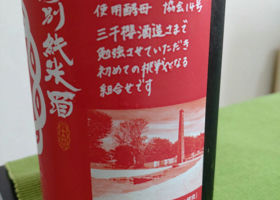 別純米酒
使用酵母 協会14号
三千櫻酒造さまで
勉強させていただき
初めての挑戦となる
組合せです